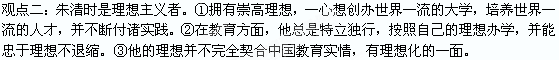 观点二：朱清时是理想主义者。①拥有崇高理想，一心想创办世界一流的大学，培养世界一
流的人才，并不断付诸实践。②在教育方面，他总是特立独行，按照自己的理想办学，并能
忠于理想不退缩。③他的理想并不完全契合中国教育实情，有理想化的一面。